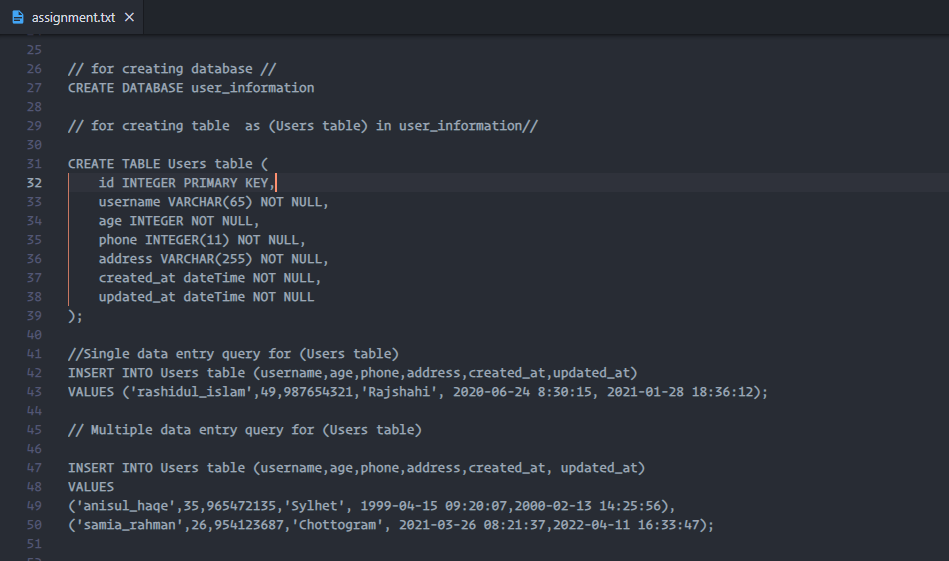 assignment.txt
25
26 // for creating database //
27 CREATE DATABASE user_information
28
29 // for creating table  as (Users table) in user_information//
30
31 CREATE TABLE Users table (
32     id INTEGER PRIMARY KEY,
33     username VARCHAR(65) NOT NULL,
34     age INTEGER NOT NULL,
35     phone INTEGER(11) NOT NULL,
36     address VARCHAR(255) NOT NULL,
37     created_at dateTime NOT NULL,
38     updated_at dateTime NOT NULL
39 );
40
41 //Single data entry query for (Users table)
42 INSERT INTO Users table (username,age,phone,address,created_at,updated_at)
43 VALUES ('rashidul_islam',49,987654321,'Rajshahi', 2020-06-24 8:30:15, 2021-01-28 18:36:12);
44
45 // Multiple data entry query for (Users table)
46
47 INSERT INTO Users table (username,age,phone,address,created_at, updated_at)
48 VALUES
49 ('anisul_haqe',35,965472135,'Sylhet', 1999-04-15 09:20:07,2000-02-13 14:25:56),
50 ('samia_rahman',26,954123687,'Chottogram', 2021-03-26 08:21:37,2022-04-11 16:33:47);
51